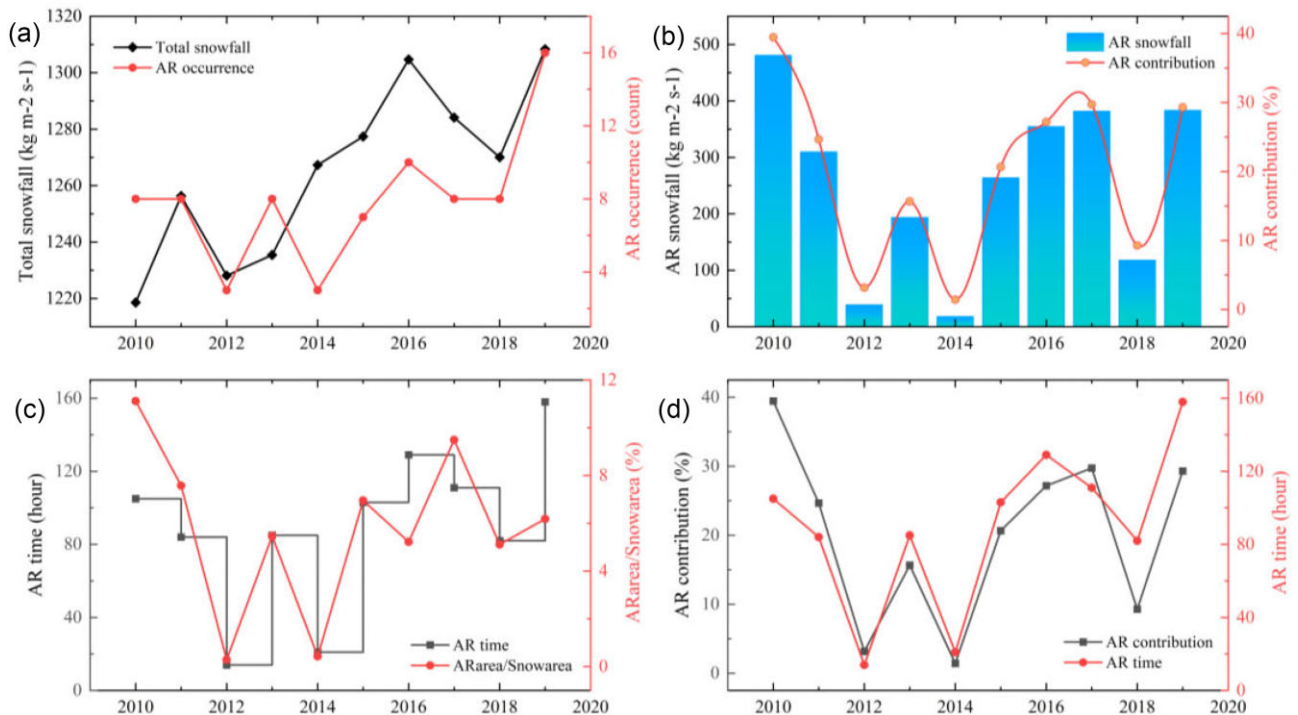 (a)
Total snowfall (kg m-2 s-1)
1320
1300
1280
1260
1240
1220
Total snowfall
AR occurrence
16
12
8
4
AR occurrence (count)
2010 2012 2014 2016 2018 2020
(b)
AR snowfall (kg m-2 s-1)
500
400
300
200
100
0
AR snowfall
AR contribution
40
30
20
10
0
AR contribution (%)
2010 2012 2014 2016 2018 2020
(c)
AR time (hour)
160
120
80
40
0
AR time
ARarea/Snowarea
12
8
4
0
ARarea/Snowarea (%)
2010 2012 2014 2016 2018 2020
(d)
AR contribution (%)
40
30
20
10
0
AR contribution
AR time
160
120
80
40
0
AR time (hour)
2010 2012 2014 2016 2018 2020